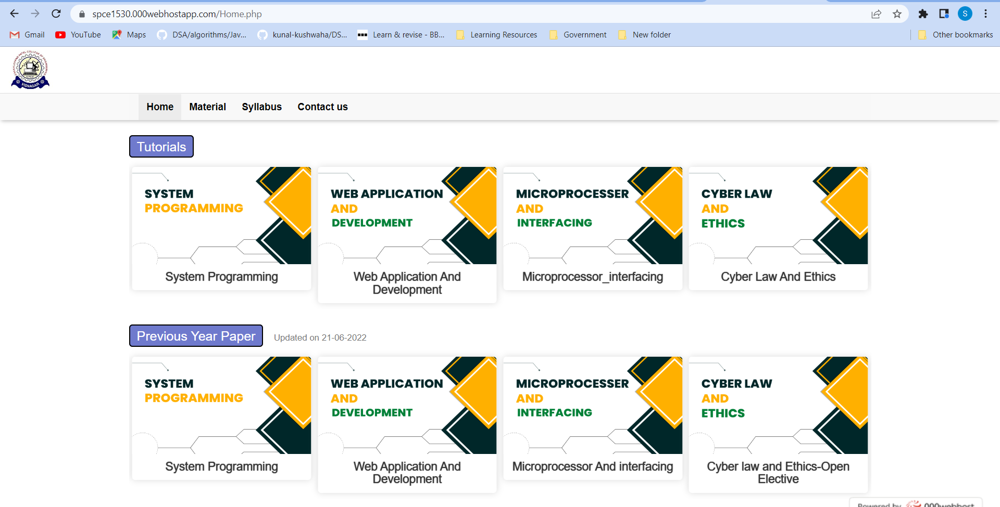 spce1530.000webhostapp.com/Home.php
S
Gmail YouTube Maps DSA/algorithms/Jav... kunal-kushwaha/DS... Learn & revise - BB... Learning Resources Government New folder Other bookmarks
VISNAGAR
Home Material Syllabus Contact us
Tutorials
SYSTEM
PROGRAMMING
System Programming
WEB APPLICATION
AND
DEVELOPMENT
Web Application And
Development
MICROPROCESSER
AND
INTERFACING
Microprocessor_interfacing
CYBER LAW
AND
ETHICS
Cyber Law And Ethics
Previous Year Paper Updated on 21-06-2022
SYSTEM
PROGRAMMING
System Programming
WEB APPLICATION
AND
DEVELOPMENT
Web Application And
Development
MICROPROCESSER
AND
INTERFACING
Microprocessor And interfacing
CYBER LAW
AND
ETHICS
Cyber law and Ethics-Open
Elective
Powered by 000webhost